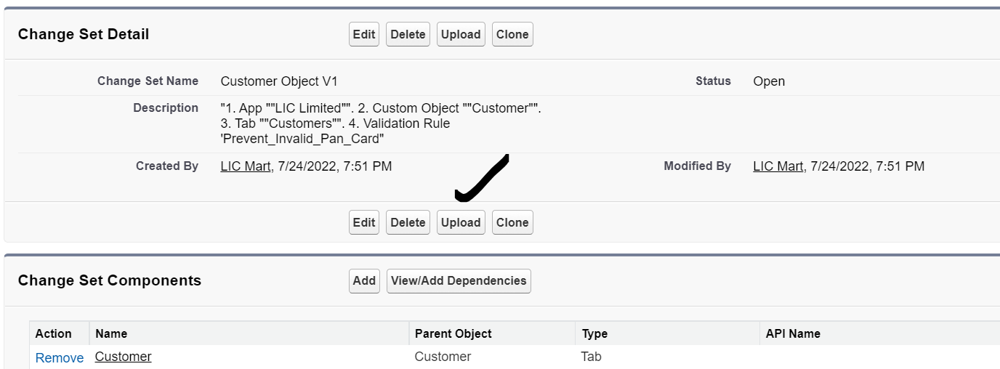 Change Set Detail Edit Delete Upload Clone
Change Set Name Customer Object V1 Status Open
Description "1. App ""LIC Limited"". 2. Custom Object ""Customer"".
3. Tab ""Customers"". 4. Validation Rule
'Prevent_Invalid_Pan_Card"
Created By LIC Mart, 7/24/2022, 7:51 PM Modified By LIC Mart, 7/24/2022, 7:51 PM
Edit Delete Upload Clone
Change Set Components Add View/Add Dependencies
Action Name Parent Object Type API Name
Remove Customer Customer Tab